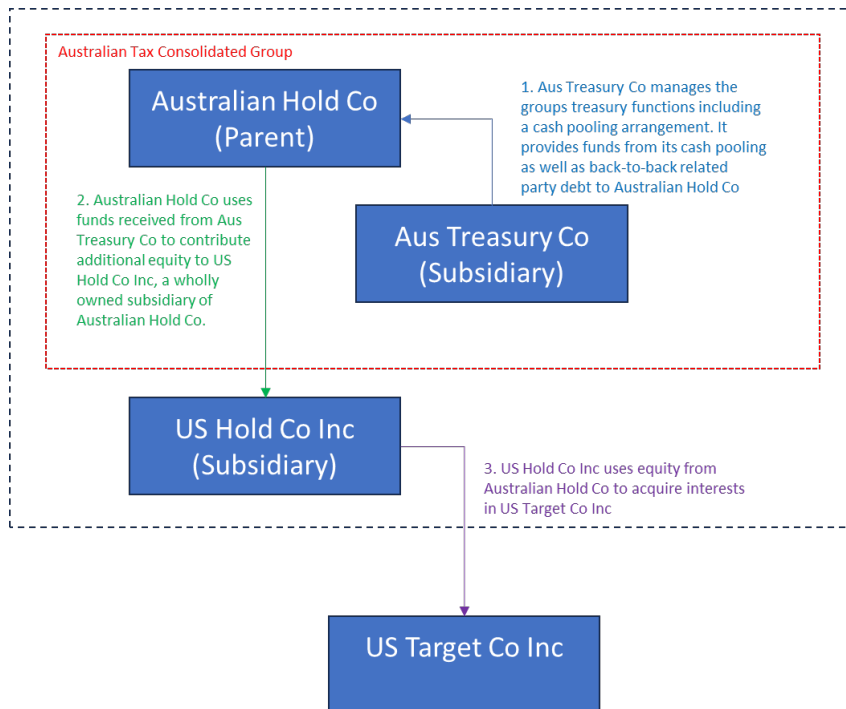 Australian Tax Consolidated Group
Australian Hold Co
(Parent)
1. Aus Treasury Co manages the
groups treasury functions including
a cash pooling arrangement. It
provides funds from its cash pooling
as well as back-to-back related
party debt to Australian Hold Co
2. Australian Hold Co uses
funds received from Aus
Treasury Co to contribute
additional equity to US
Hold Co Inc, a wholly
owned subsidiary of
Australian Hold Co.
Aus Treasury Co
(Subsidiary)
US Hold Co Inc
(Subsidiary)
3. US Hold Co Inc uses equity from
Australian Hold Co to acquire interests
in US Target Co Inc
US Target Co Inc